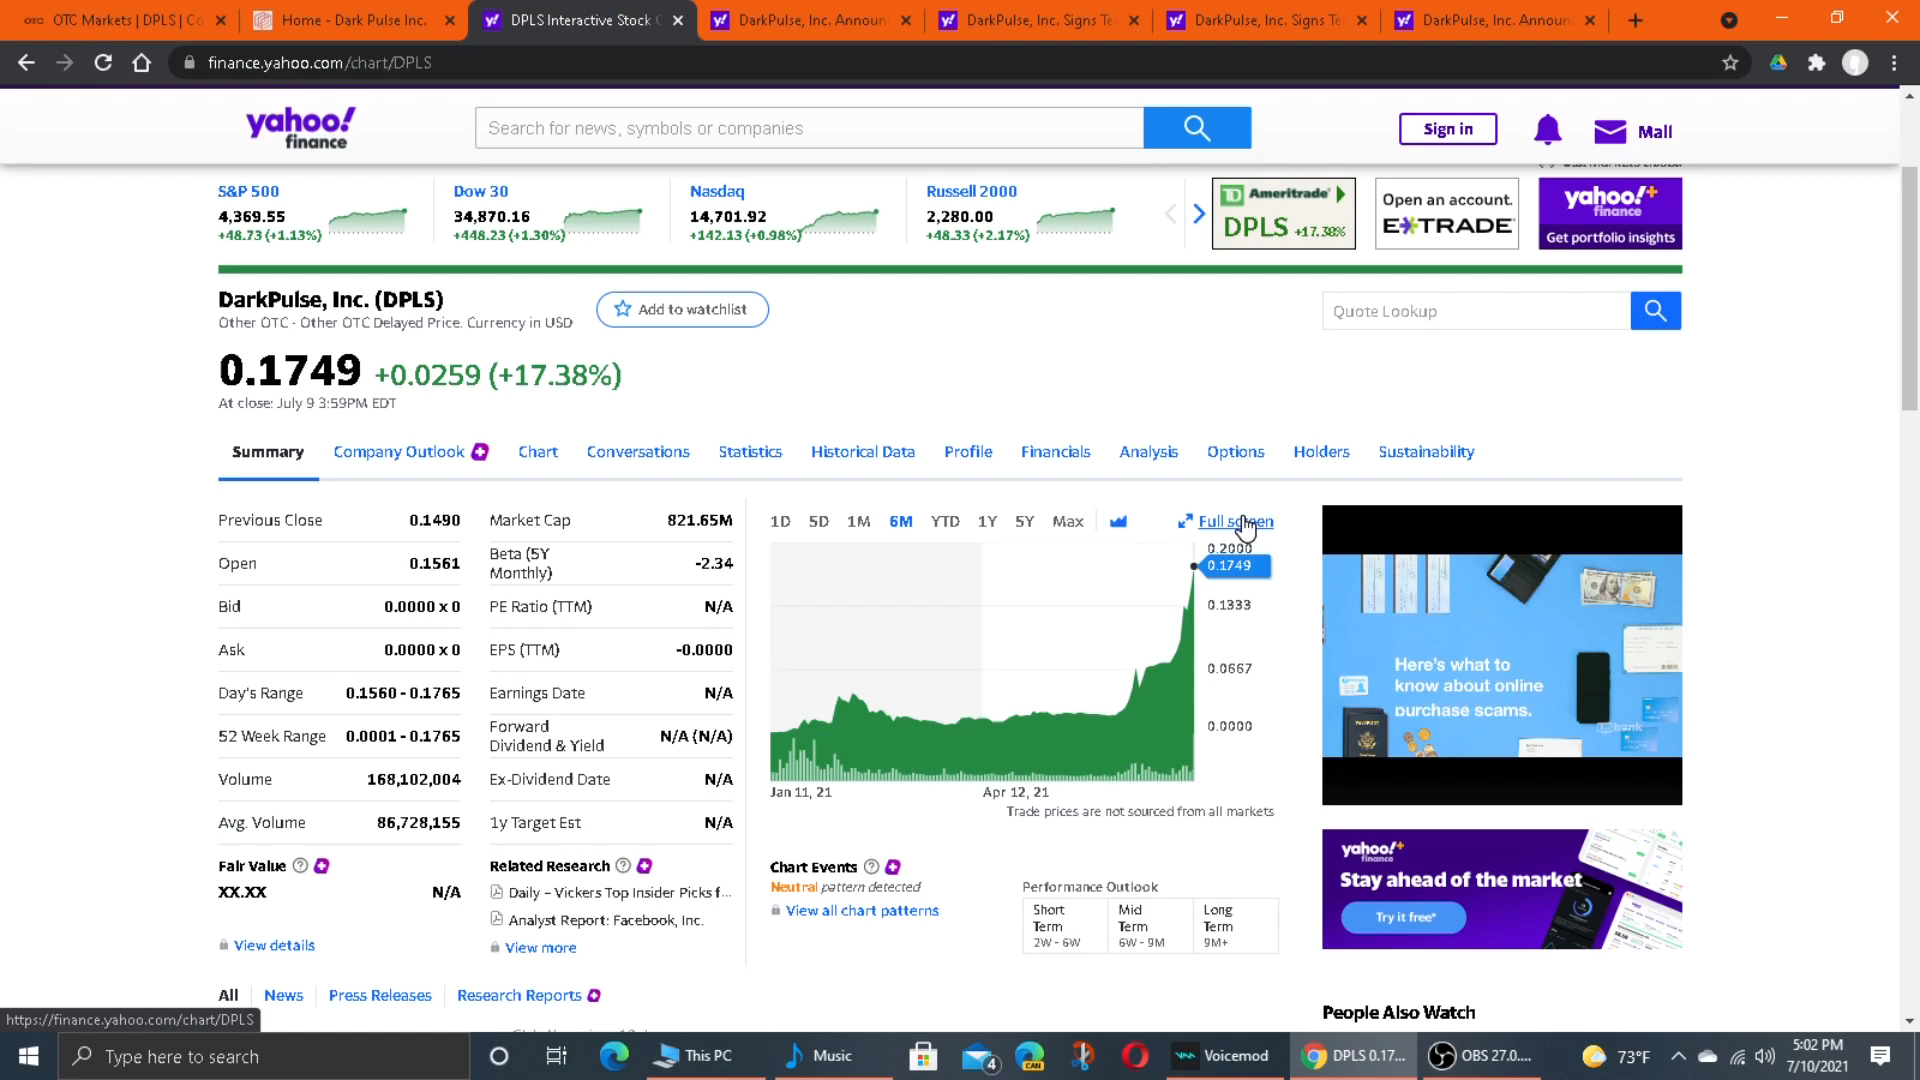 OTC Markets | DPLS | Co
Home - Dark Pulse Inc.
DPLS Interactive Stock C
DarkPulse, Inc. Announ
DarkPulse, Inc. Signs Te
DarkPulse, Inc. Signs Te
DarkPulse, Inc. Announ
finance.yahoo.com/chart/DPLS
yahoo!
finance
Search for news, symbols or companies
Sign in
Mail
S&P 500
4,369.55
+48.73 (+1.13%)
Dow 30
34,870.16
+448.23 (+1.30%)
Nasdaq
14,701.92
+142.13 (+0.98%)
Russell 2000
2,280.00
+48.33 (+2.17%)
TD Ameritrade
DPLS +17.38%
Open an account.
E*TRADE
yahoo!+
finance
Get portfolio insights
DarkPulse, Inc. (DPLS)
Other OTC - Other OTC Delayed Price. Currency in USD
Add to watchlist
Quote Lookup
0.1749 +0.0259 (+17.38%)
At close: July 9 3:59PM EDT
Summary Company Outlook Chart Conversations Statistics Historical Data Profile Financials Analysis Options Holders Sustainability
Previous Close 0.1490
Open 0.1561
Bid 0.0000 x 0
Ask 0.0000 x 0
Day's Range 0.1560 - 0.1765
52 Week Range 0.0001 - 0.1765
Volume 168,102,004
Avg. Volume 86,728,155
Market Cap 821.65M
Beta (5Y
Monthly) -2.34
PE Ratio (TTM) N/A
EPS (TTM) -0.0000
Earnings Date N/A
Forward
Dividend & Yield N/A (N/A)
Ex-Dividend Date N/A
1y Target Est N/A
1D 5D 1M 6M YTD 1Y 5Y Max
Full screen
0.2000
0.1749
0.1333
0.0667
0.0000
Jan 11, 21
Apr 12, 21
Trade prices are not sourced from all markets
Fair Value
XX.XX N/A
View details
Related Research
Daily – Vickers Top Insider Picks f...
Analyst Report: Facebook, Inc.
View more
Chart Events
Neutral pattern detected
View all chart patterns
Performance Outlook
Short
Term
2W - 6W
Mid
Term
6W - 9M
Long
Term
9M+
Here's what to
know about online
purchase scams.
PASSPORT
yahoo!+
finance
Stay ahead of the market
Try it free*
All News Press Releases Research Reports
People Also Watch
https://finance.yahoo.com/chart/DPLS
Type here to search
This PC
Music
4
CAN
Voicemod
DPLS 0.17...
OBS 27.0....
73°F
5:02 PM
7/10/2021